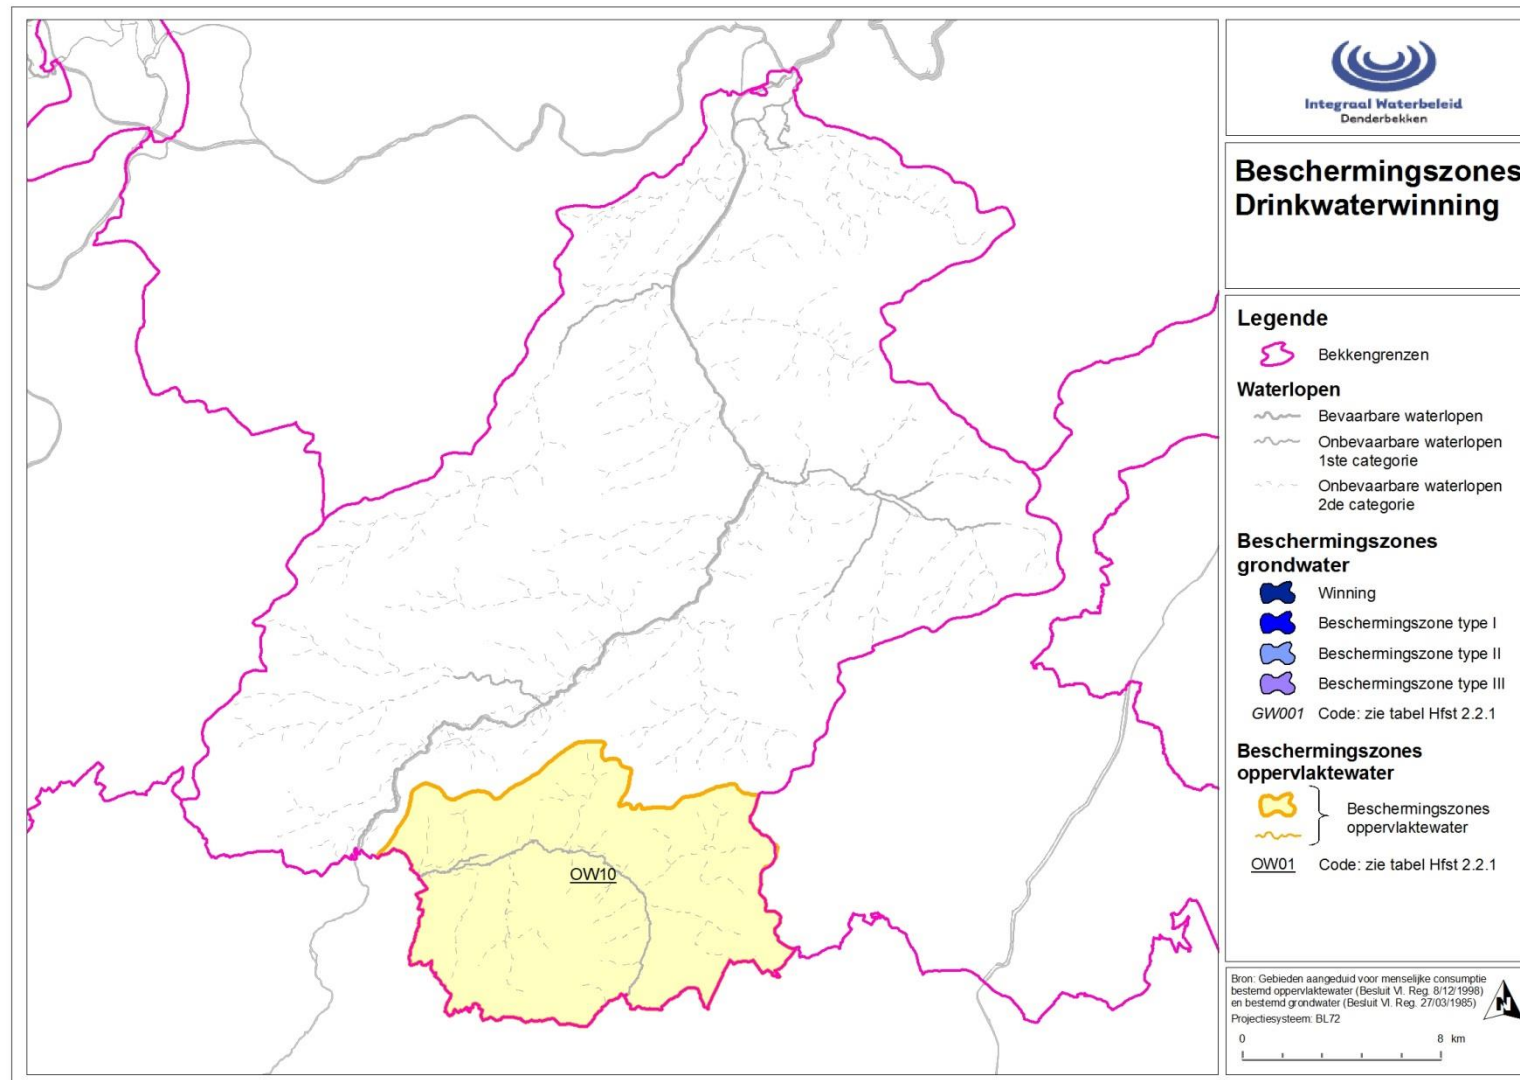 Integraal Waterbeleid
Denderbekken
Beschermingszones
Drinkwaterwinning
Legende
Bekkengrenzen
Waterlopen
Bevaarbare waterlopen
Onbevaarbare waterlopen
1ste categorie
Onbevaarbare waterlopen
2de categorie
Beschermingszones
grondwater
Winning
Beschermingszone type I
Beschermingszone type II
Beschermingszone type III
GW001 Code: zie tabel Hfst 2.2.1
Beschermingszones
oppervlaktewater
Beschermingszones
oppervlaktewater
OW01 Code: zie tabel Hfst 2.2.1
OW10
Bron: Gebieden aangeduid voor menselijke consumptie
bestemd oppervlaktewater (Besluit Vl. Reg. 8/12/1998)
en bestemd grondwater (Besluit Vl. Reg. 27/03/1985)
Projectiesysteem: BL72
N
0 8 km